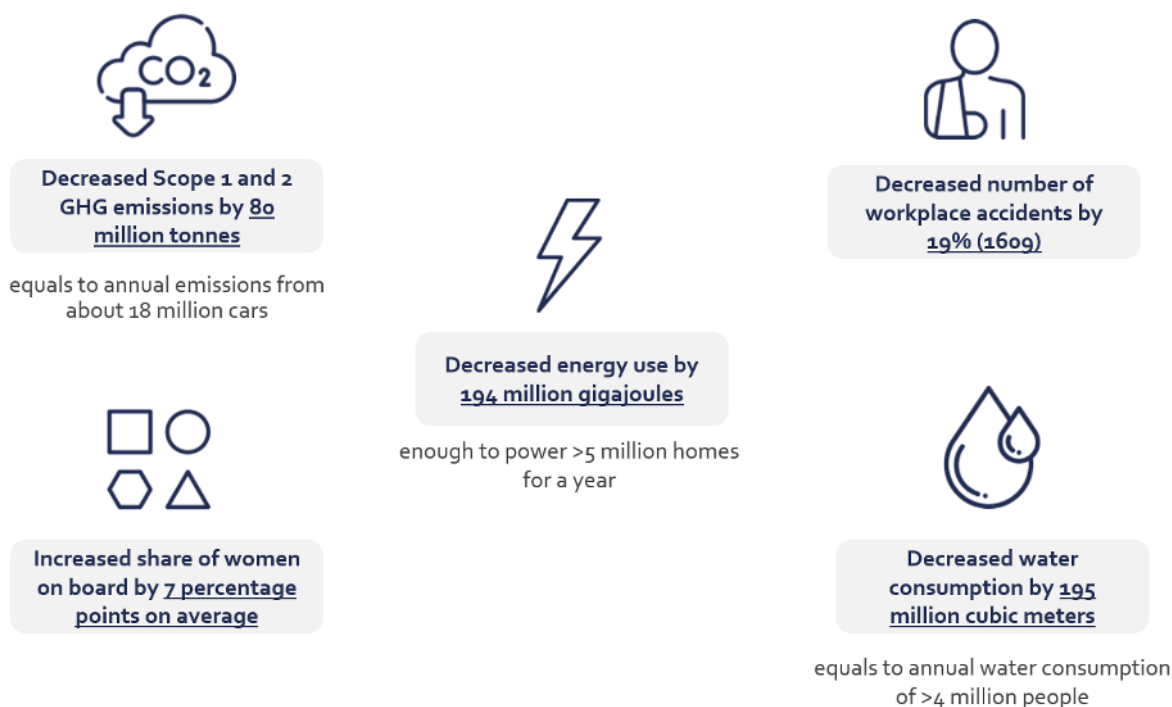 CO2
Decreased Scope 1 and 2
GHG emissions by 80
million tonnes
equals to annual emissions from
about 18 million cars
Decreased number of
workplace accidents by
19% (1609)
Decreased energy use by
194 million gigajoules
enough to power >5 million homes
for a year
Increased share of women
on board by 7 percentage
points on average
Decreased water
consumption by 195
million cubic meters
equals to annual water consumption
of >4 million people